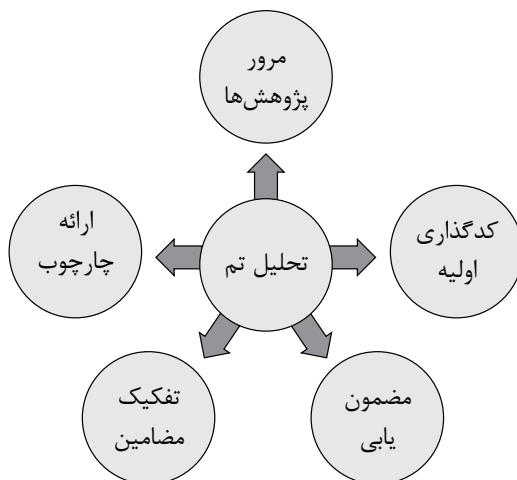 مرور
پژوهش‌ها
کدگذاری
اولیه
مضمون
یابی
تفکیک
مضامین
ارائه
چارچوب
تحلیل تم